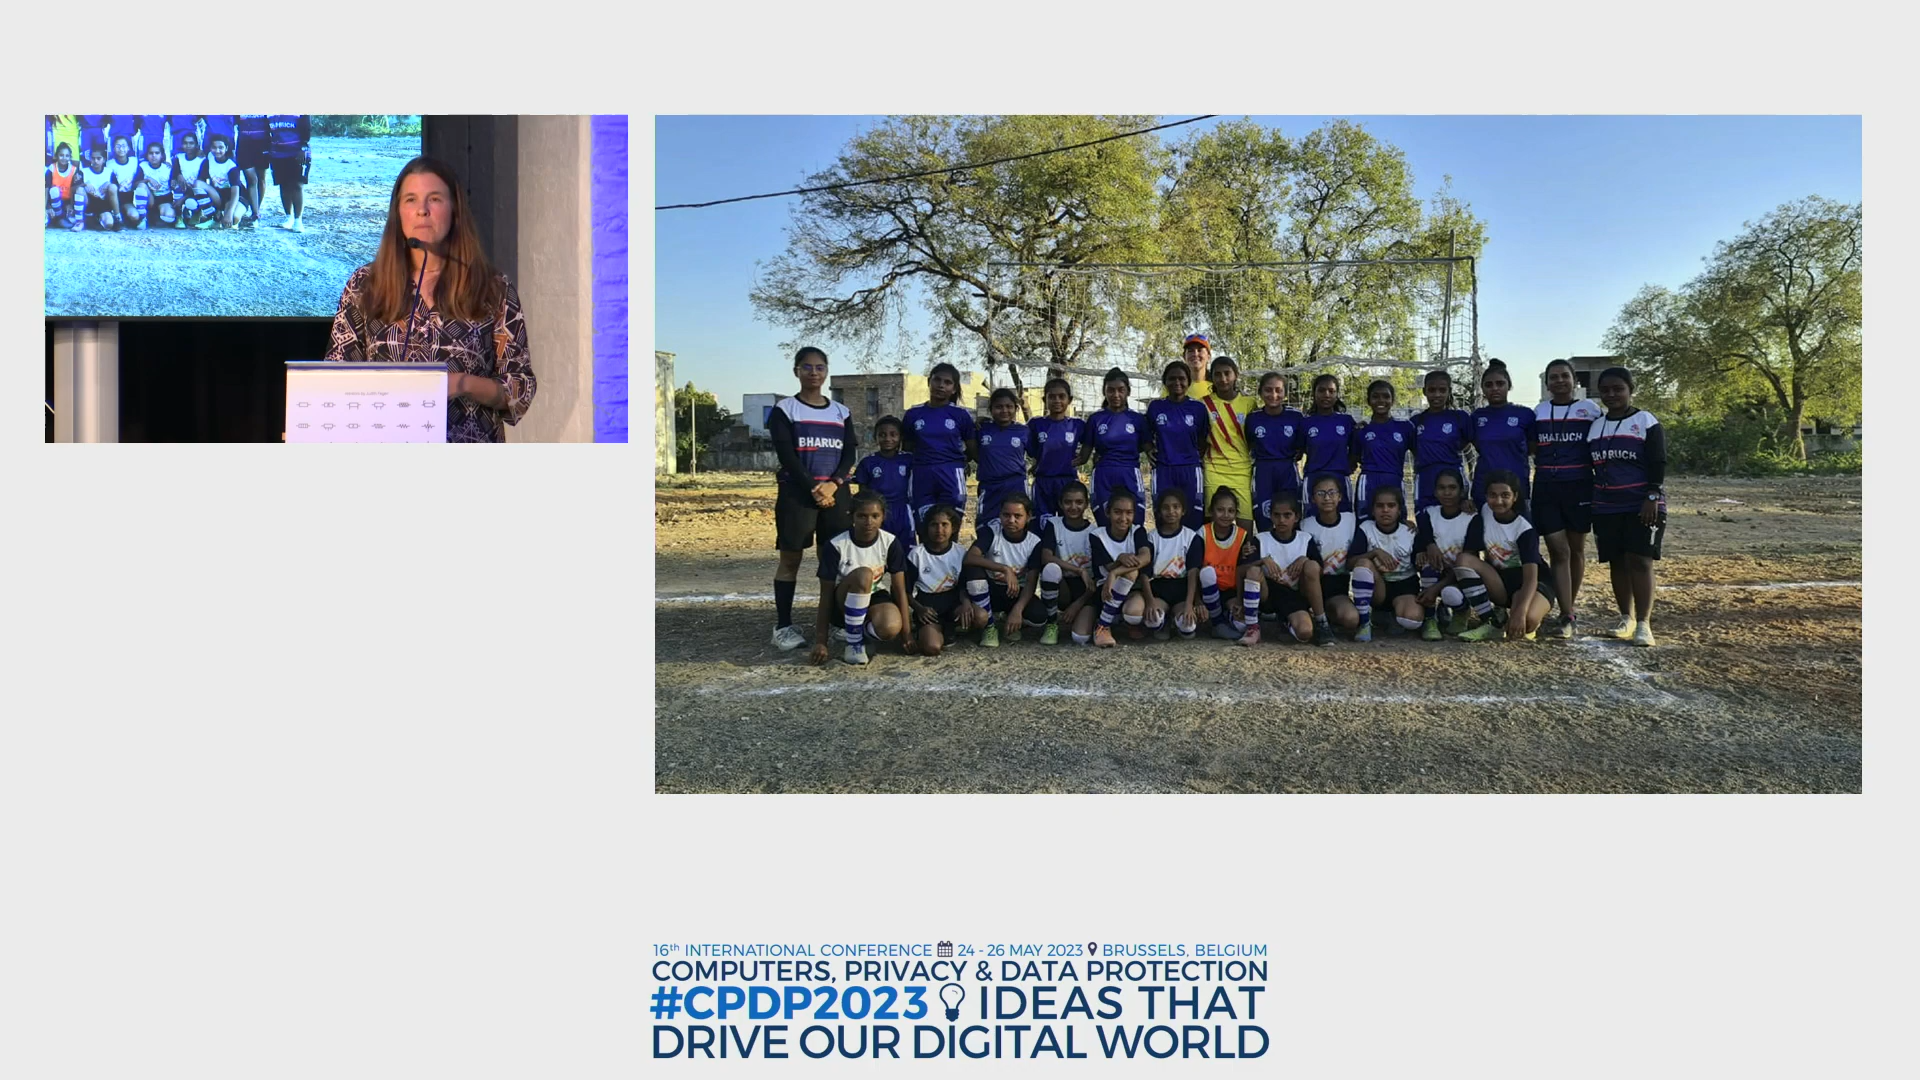 BHARUCH
BHARUCH
BHARUCH
BHARUCH
16th INTERNATIONAL CONFERENCE 24 - 26 MAY 2023 BRUSSELS, BELGIUM
COMPUTERS, PRIVACY & DATA PROTECTION
#CPDP2023 IDEAS THAT
DRIVE OUR DIGITAL WORLD